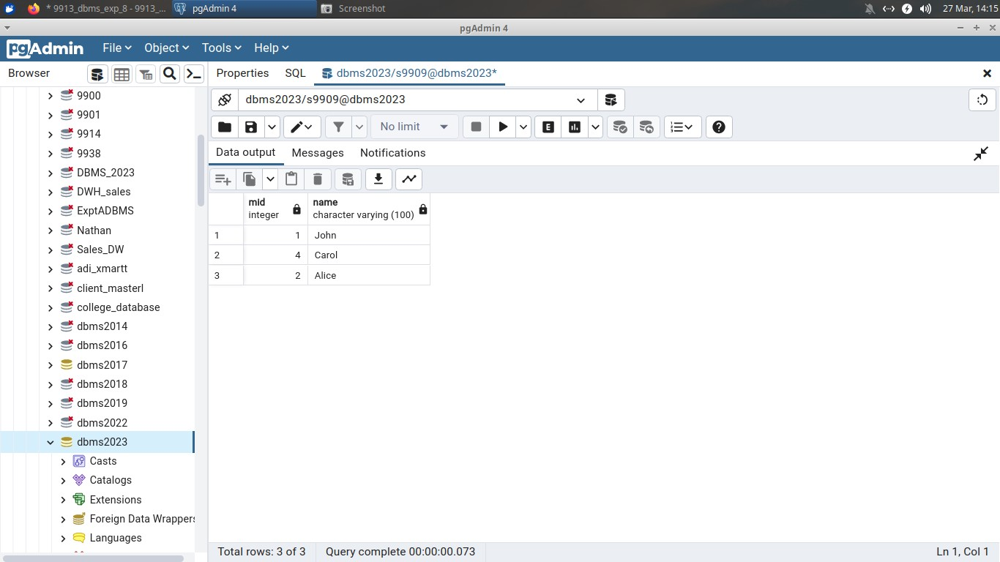 * 9913_dbms_exp_8 - 9913_... pgAdmin 4 Screenshot 27 Mar, 14:15
pgAdmin 4
pgAdmin File Object Tools Help
Browser Properties SQL dbms2023/s9909@dbms2023*
dbms2023/s9909@dbms2023
No limit E
Data output Messages Notifications
9900
9901
9914
9938
DBMS_2023
DWH_sales
ExptADBMS
Nathan
Sales_DW
adi_xmartt
client_masterl
college_database
dbms2014
dbms2016
dbms2017
dbms2018
dbms2019
dbms2022
dbms2023
Casts
Catalogs
Extensions
Foreign Data Wrappers
Languages
mid name
integer character varying (100)
1 1 John
2 4 Carol
3 2 Alice
Total rows: 3 of 3 Query complete 00:00:00.073 Ln 1, Col 1